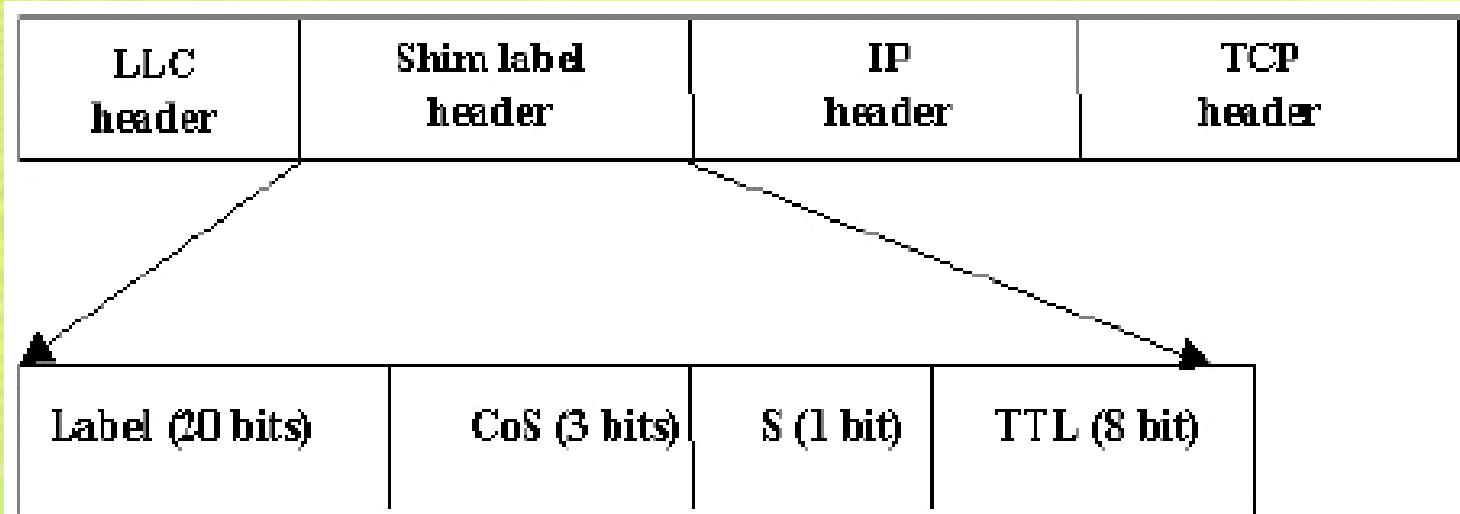 LLC
header
Shim label
header
IP
header
TCP
header
Label (20 bits)
CoS (3 bits)
S (1 bit)
TTL (8 bit)